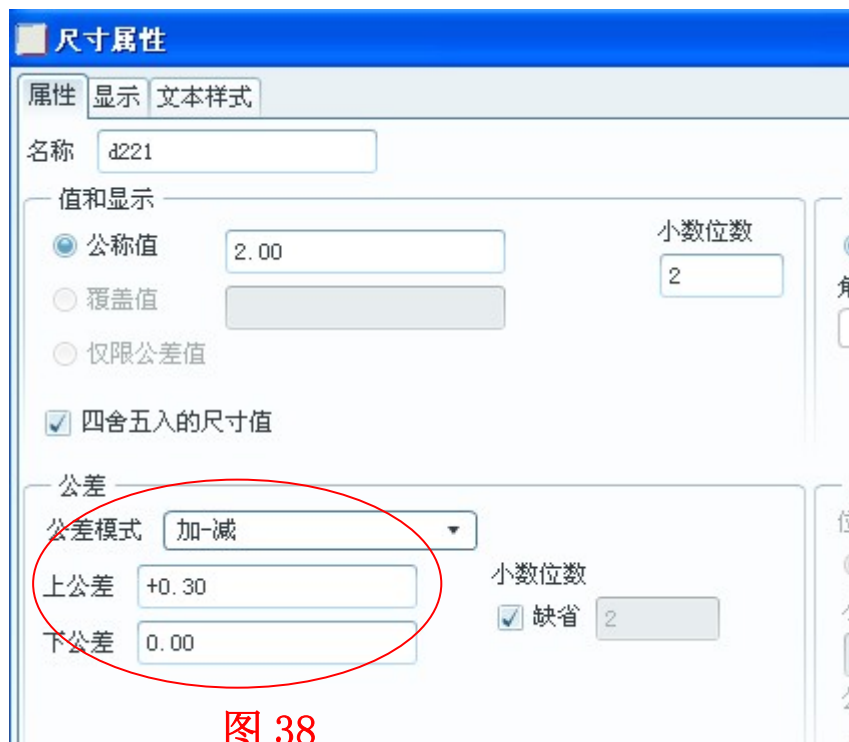 尺寸属性
属性 显示 文本样式
名称 d221
值和显示
公称值 2.00
小数位数
2
覆盖值
仅限公差值
四舍五入的尺寸值
公差
公差模式 加-减
上公差 +0.30
下公差 0.00
小数位数
缺省 2
图 38